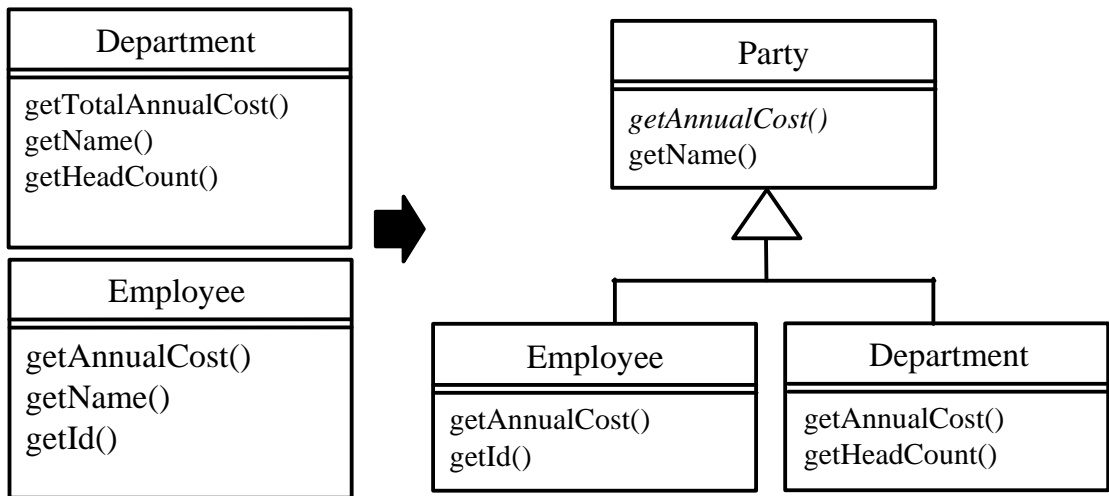 Department
getTotalAnnualCost()
getName()
getHeadCount()
Employee
getAnnualCost()
getName()
getId()
Party
getAnnualCost()
getName()
Employee
getAnnualCost()
getId()
Department
getAnnualCost()
getHeadCount()